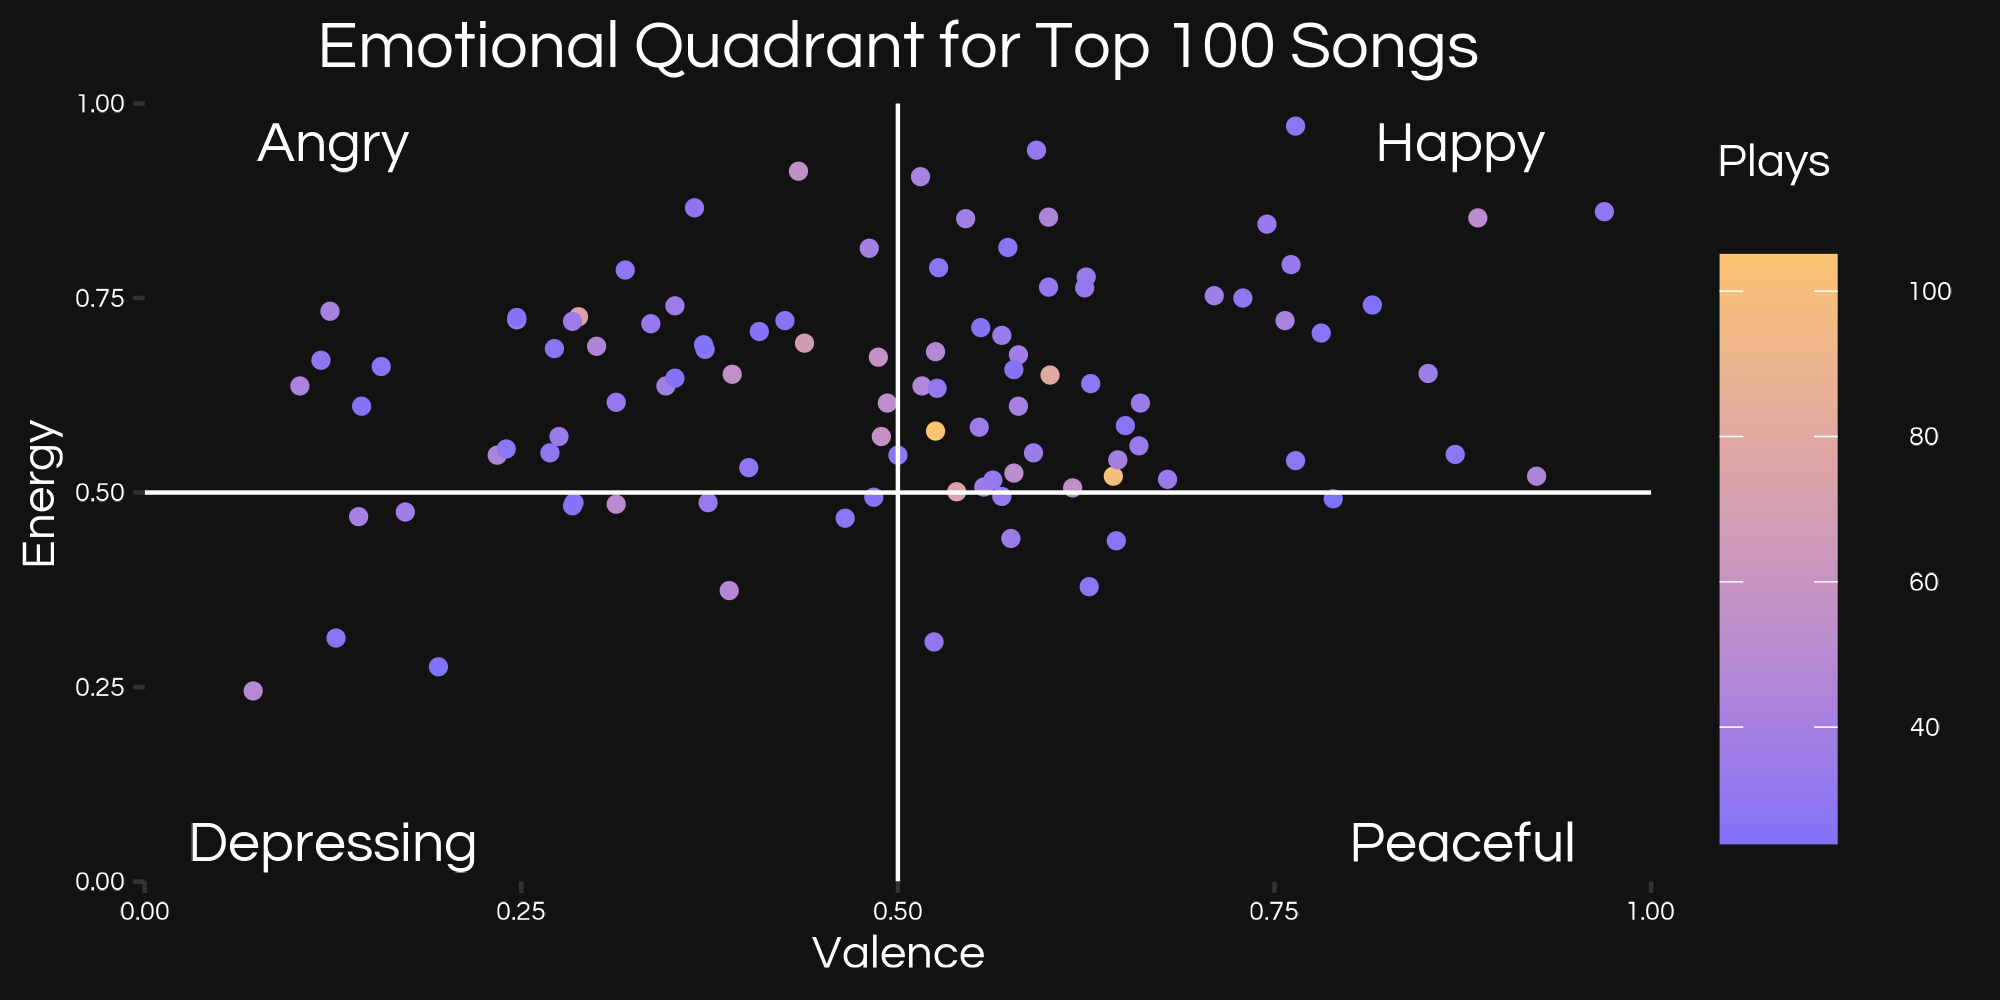 Emotional Quadrant for Top 100 Songs
1.00
Angry
Happy
Plays
100
0.75
80
Energy
0.50
60
0.25
40
Depressing
Peaceful
0.00
0.00
0.25
0.50
0.75
1.00
Valence